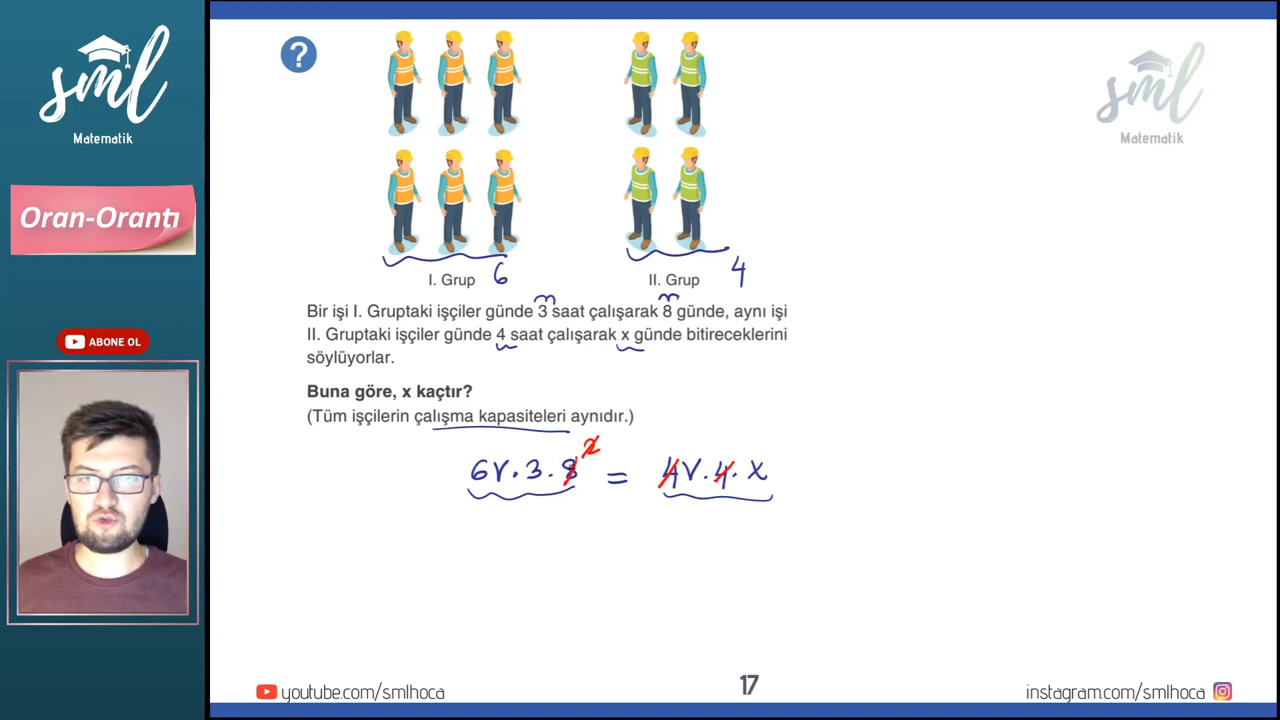 sml
Matematik
Oran-Orantı
ABONE OL
?
sml
Matematik
I. Grup 6
II. Grup 4
Bir işi I. Gruptaki işçiler günde 3 saat çalışarak 8 günde, aynı işi
II. Gruptaki işçiler günde 4 saat çalışarak x günde bitireceklerini
söylüyorlar.
Buna göre, x kaçtır?
(Tüm işçilerin çalışma kapasiteleri aynıdır.)
2
6V.3.8 = 4V.4.x
youtube.com/smlhoca
17
instagram.com/smlhoca